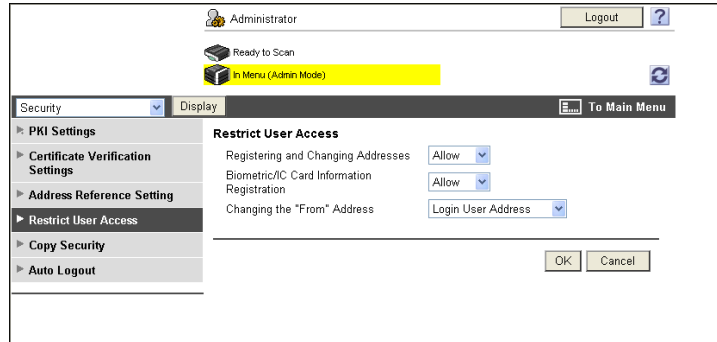 Administrator
Logout
?
Ready to Scan
In Menu (Admin Mode)
Security
Display
To Main Menu
PKI Settings
Certificate Verification
Settings
Address Reference Setting
Restrict User Access
Copy Security
Auto Logout
Restrict User Access
Registering and Changing Addresses
Allow
Biometric/IC Card Information
Registration
Allow
Changing the "From" Address
Login User Address
OK
Cancel